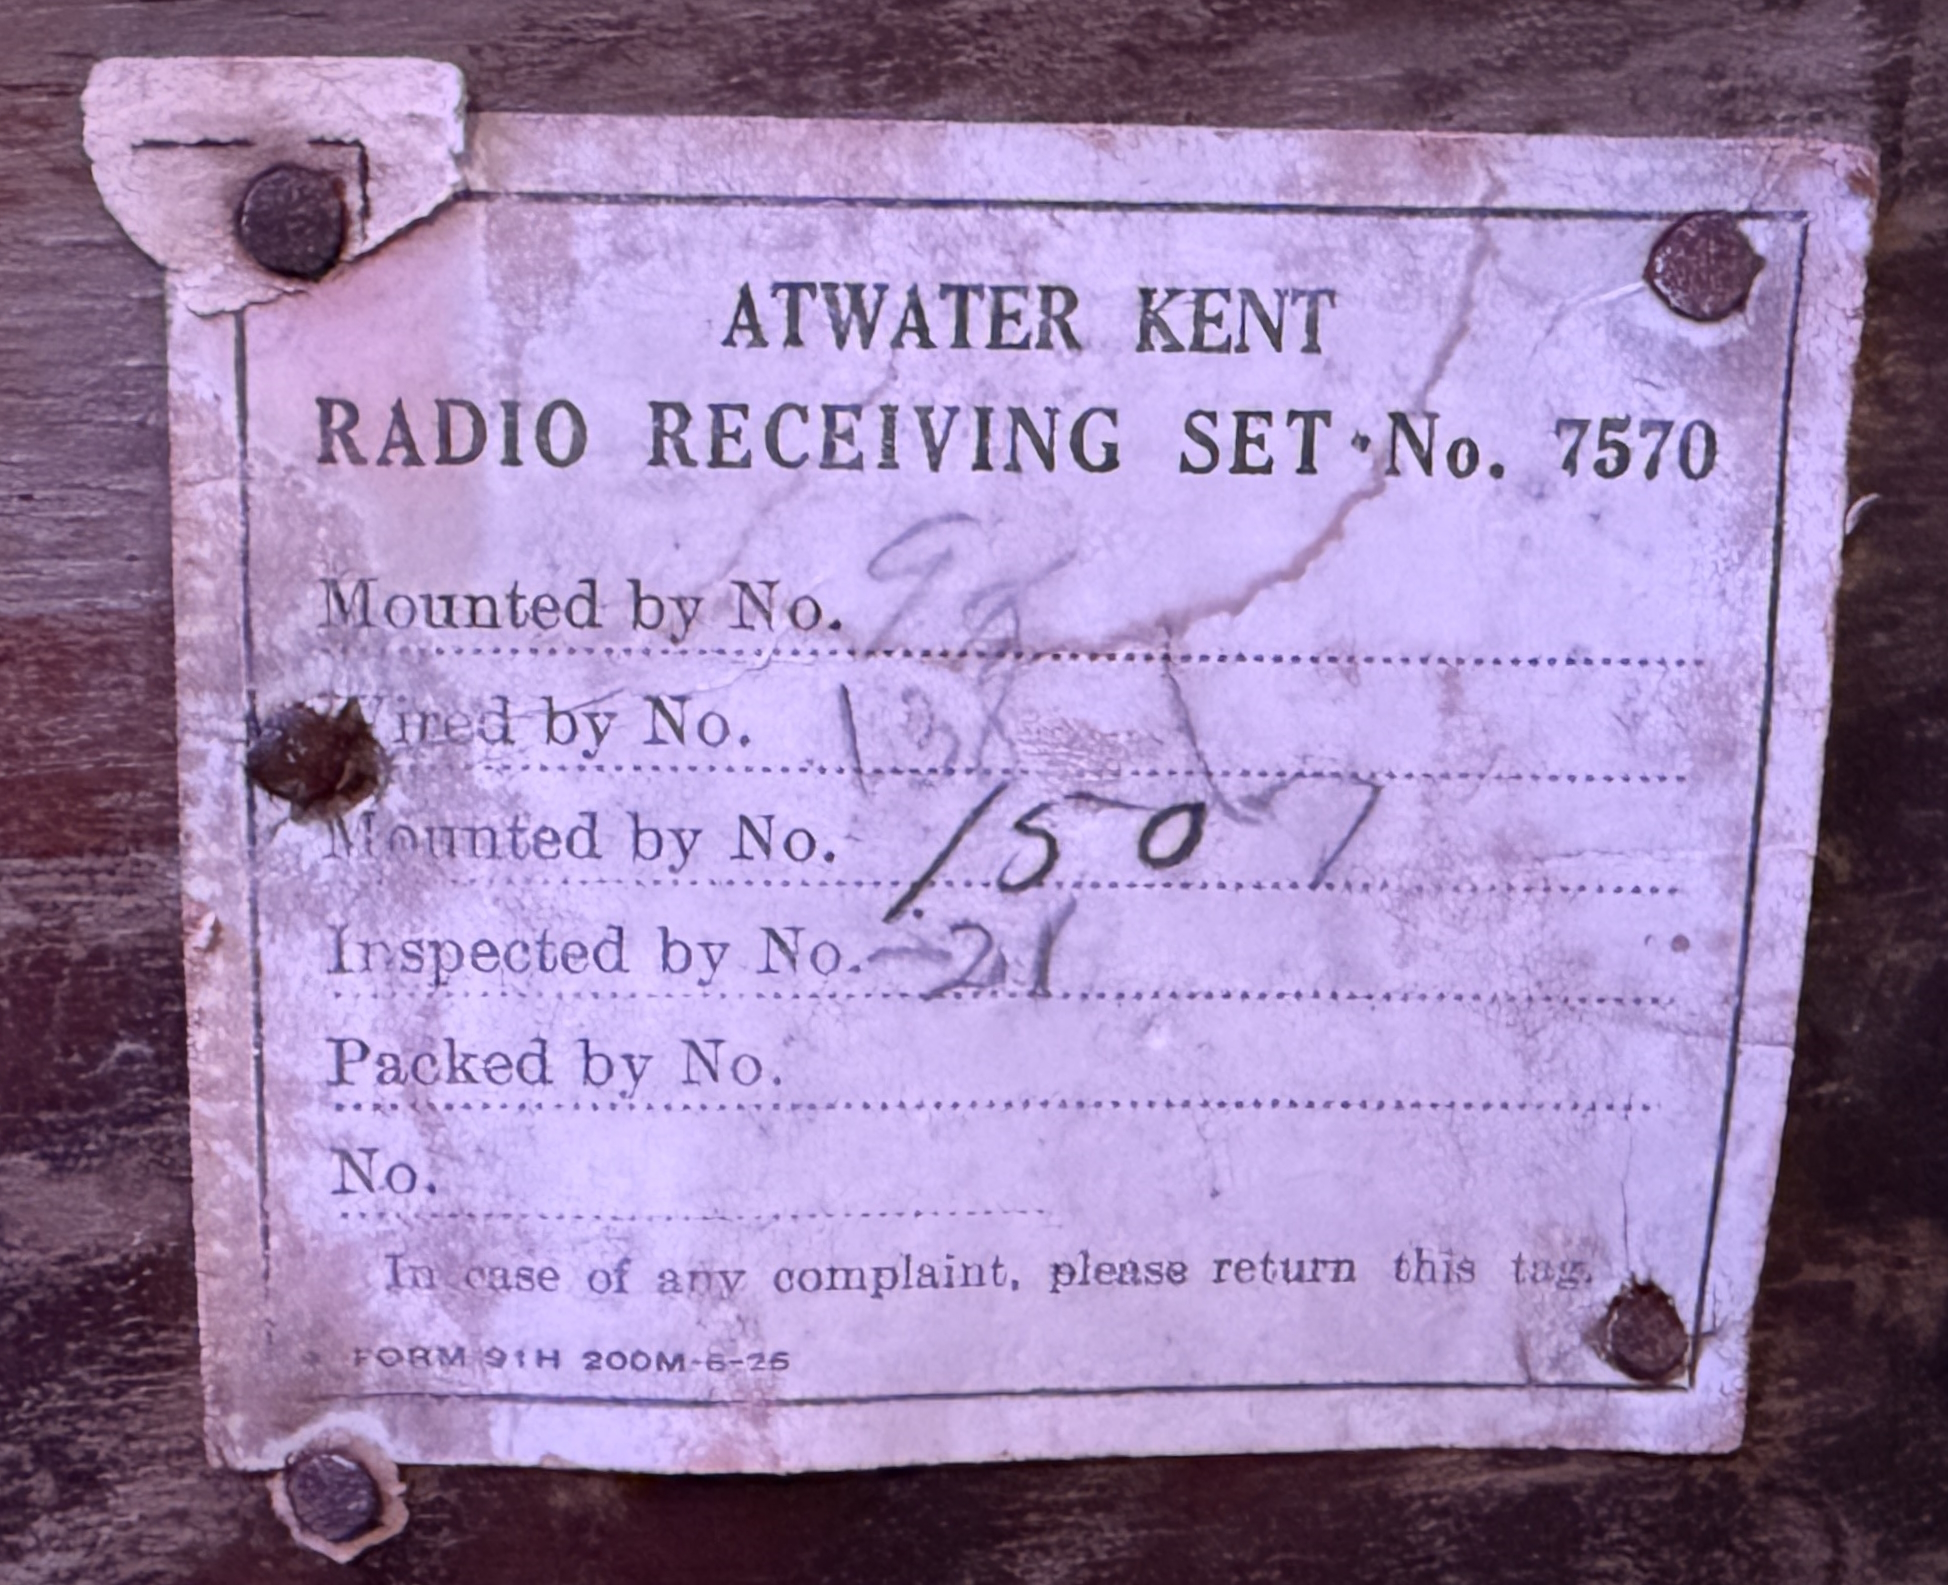 ATWATER KENT
RADIO RECEIVING SET No. 7570
Mounted by No. 98
Wired by No. 138
Mounted by No. 150 7
Inspected by No. 21
Packed by No.
No.
In case of any complaint, please return this tag.
FORM 91H 200M-6-25